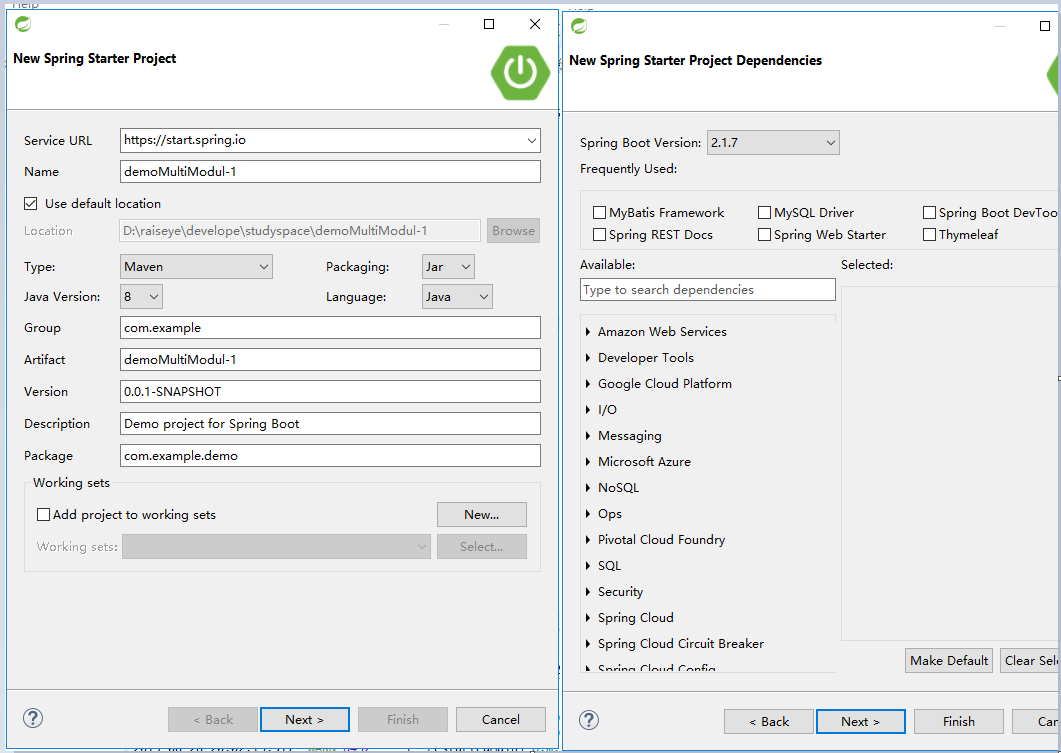 New Spring Starter Project
Service URL
https://start.spring.io
Name
demoMultiModul-1
Use default location
Location
D:\raiseye\develope\studyspace\demoMultiModul-1
Browse
Type:
Maven
Packaging:
Jar
Java Version:
8
Language:
Java
Group
com.example
Artifact
demoMultiModul-1
Version
0.0.1-SNAPSHOT
Description
Demo project for Spring Boot
Package
com.example.demo
Working sets
Add project to working sets
New...
Working sets:
Select...
?
< Back
Next >
Finish
Cancel
New Spring Starter Project Dependencies
Spring Boot Version:
2.1.7
Frequently Used:
MyBatis Framework
MySQL Driver
Spring Boot DevToo
Spring REST Docs
Spring Web Starter
Thymeleaf
Available:
Selected:
Type to search dependencies
Amazon Web Services
Developer Tools
Google Cloud Platform
I/O
Messaging
Microsoft Azure
NoSQL
Ops
Pivotal Cloud Foundry
SQL
Security
Spring Cloud
Spring Cloud Circuit Breaker
Spring Cloud Config
Make Default
Clear Sel
?
< Back
Next >
Finish
Can